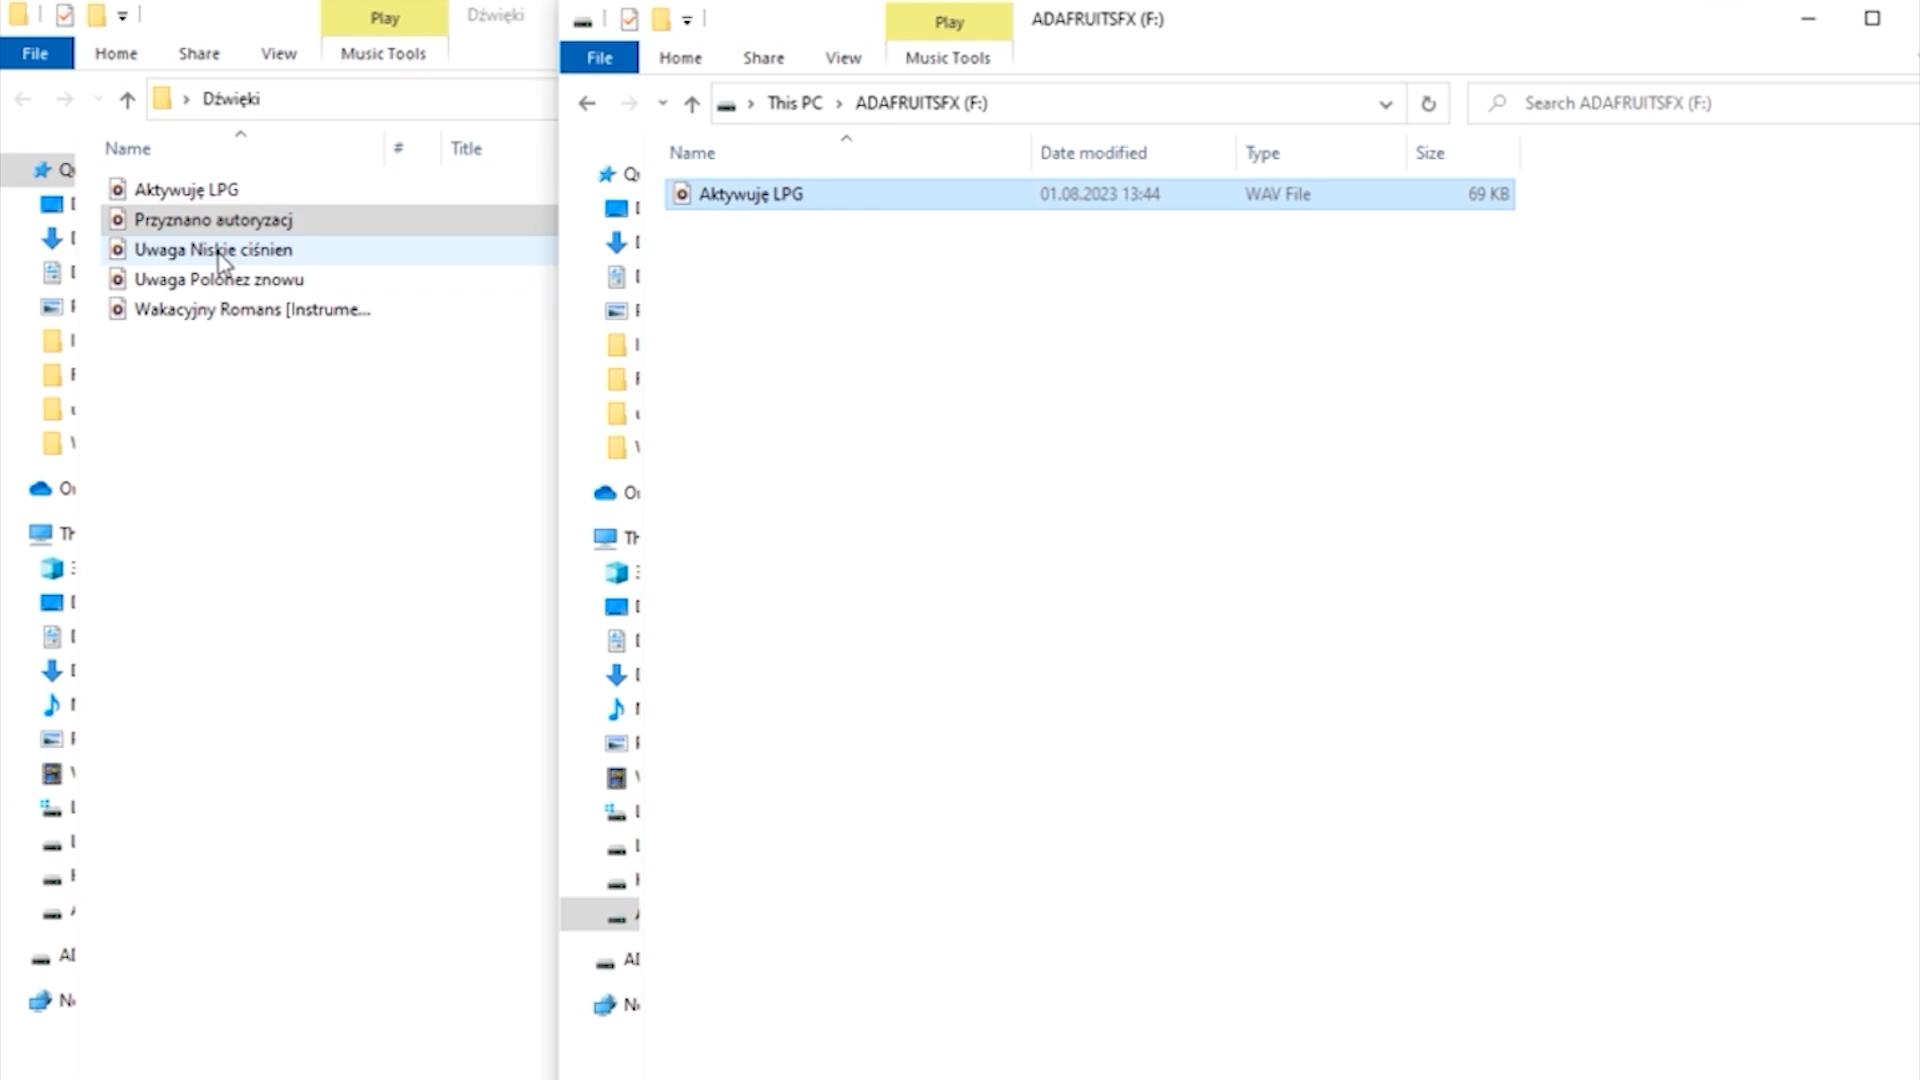 Play
Dźwięki
File
Home
Share
View
Music Tools
Dźwięki
Name
#
Title
Aktywuję LPG
Przyznano autoryzacj
Uwaga Niskie ciśnien
Uwaga Polonez znowu
Wakacyjny Romans [Instrume...
Play
ADAFRUITSFX (F:)
File
Home
Share
View
Music Tools
This PC
ADAFRUITSFX (F:)
Search ADAFRUITSFX (F:)
Name
Date modified
Type
Size
Aktywuję LPG
01.08.2023 13:44
WAV File
69 KB